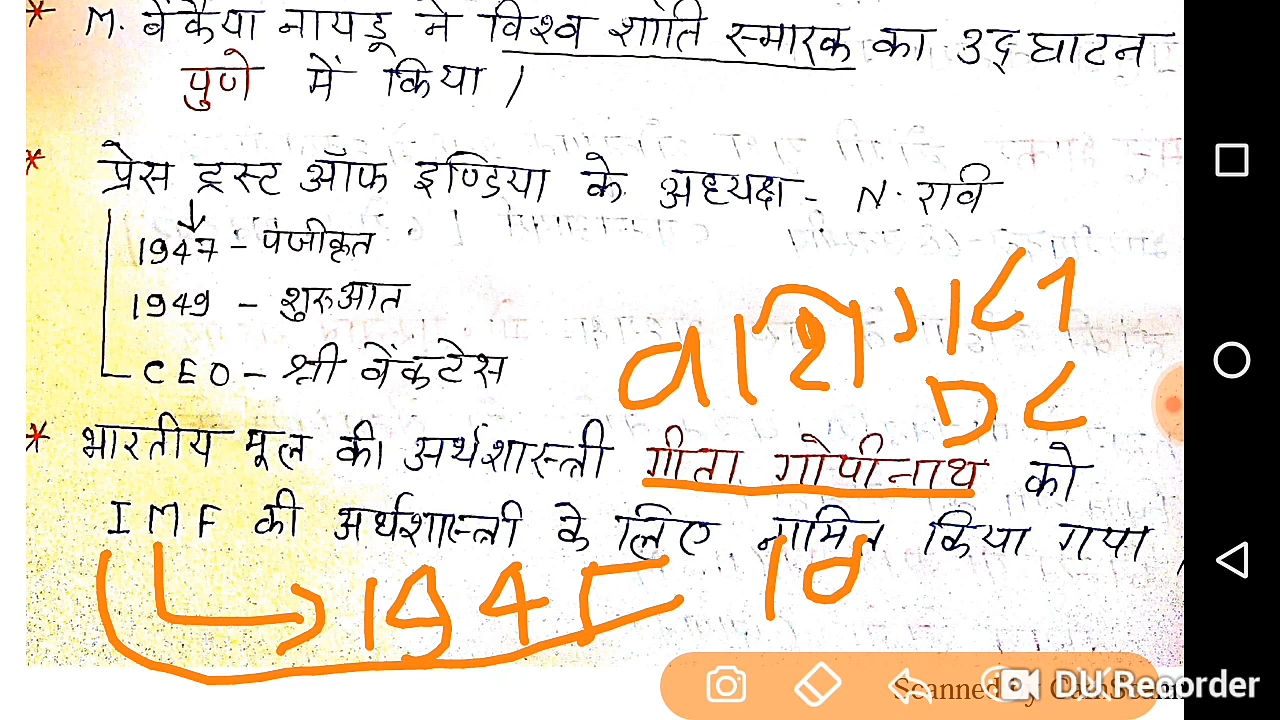 * M. वेंकैया नायडू ने विश्व शांति स्मारक का उद्घाटन
पुणे में किया /
* प्रेस ट्रस्ट ऑफ इण्डिया के अध्यक्ष - N. रवि
1947 - पंजीकृत
1949 - शुरुआत
CEO - श्री वेंकटेस
वाशिंगटन
DC
* भारतीय मूल की अर्थशास्त्री गीता गोपीनाथ को
IMF की अर्थशास्त्री के लिए नामित किया गया /
1945
DU Recorder